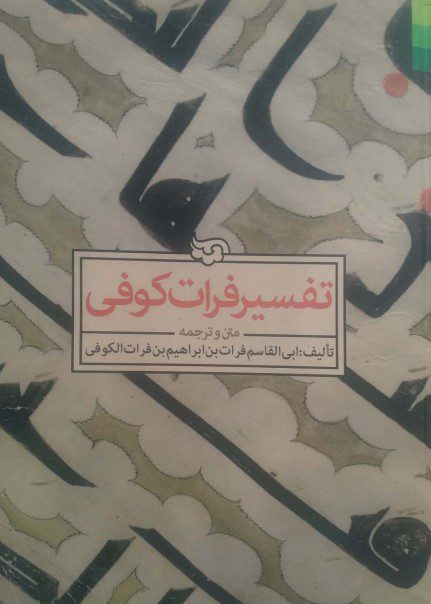 تفسیر فرات کوفی
متن و ترجمه
تألیف: ابی القاسم فرات بن ابراهیم بن فرات الکوفی